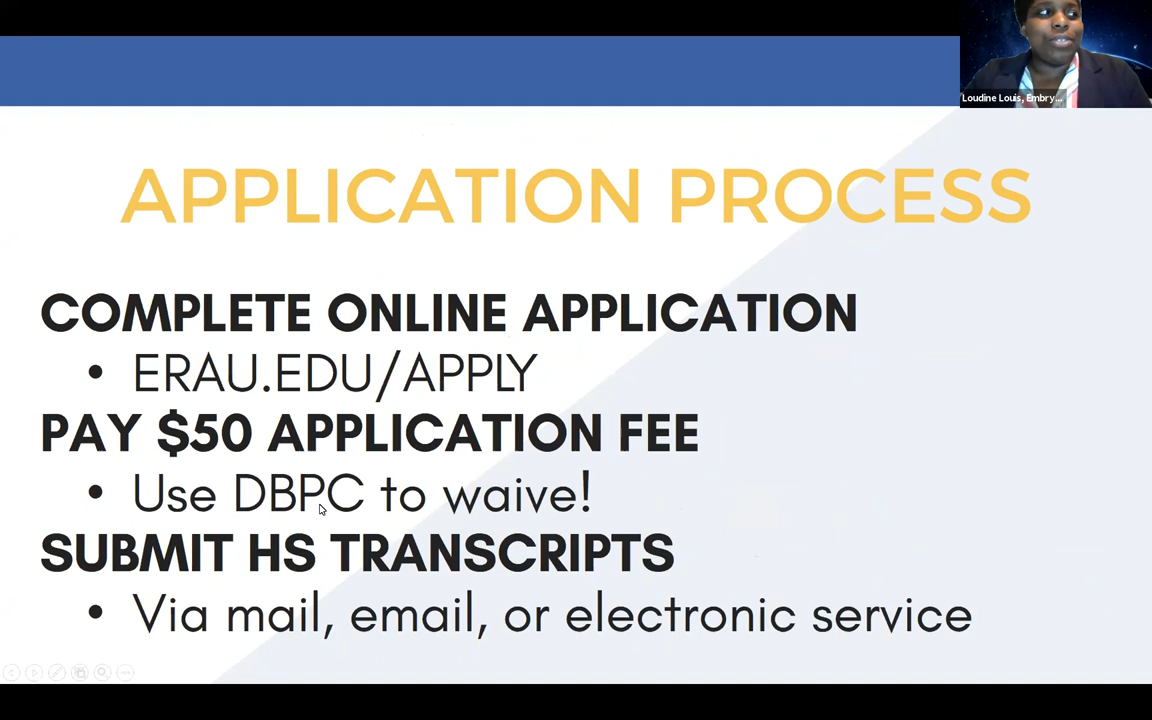 Loudine Louis, Embry...
APPLICATION PROCESS
COMPLETE ONLINE APPLICATION
• ERAU.EDU/APPLY
PAY $50 APPLICATION FEE
• Use DBPC to waive!
SUBMIT HS TRANSCRIPTS
• Via mail, email, or electronic service